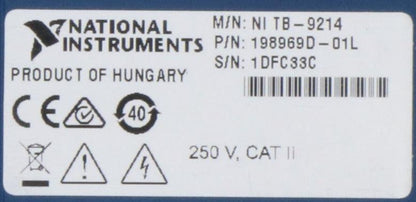 NATIONAL
INSTRUMENTS
PRODUCT OF HUNGARY
M/N: NI TB-9214
P/N: 198969D-01L
S/N: 1DFC33C
CE
40
250 V, CAT II